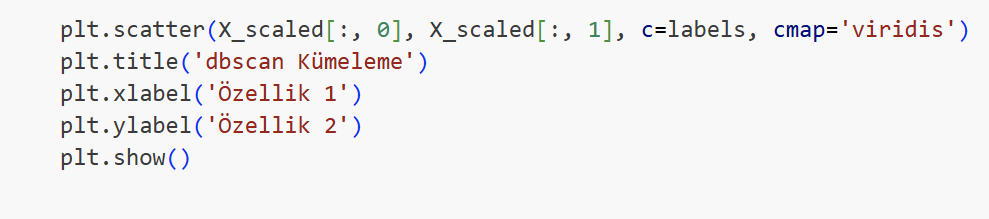 plt.scatter(X_scaled[:, 0], X_scaled[:, 1], c=labels, cmap='viridis')
plt.title('dbscan Kümeleme')
plt.xlabel('Özellik 1')
plt.ylabel('Özellik 2')
plt.show()